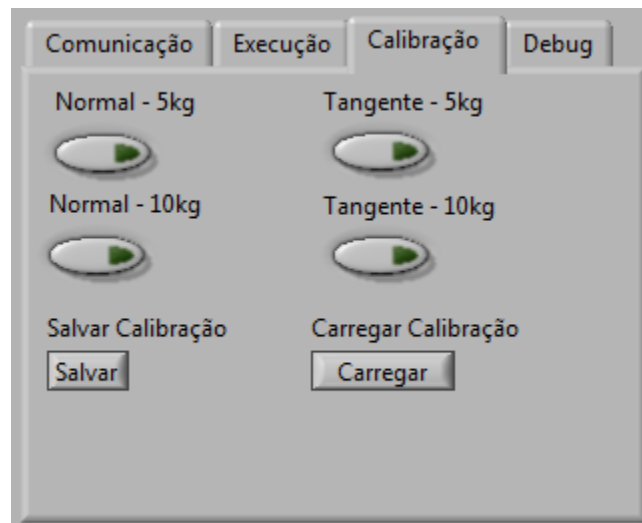 Comunicação Execução Calibração Debug
Normal - 5kg Tangente - 5kg
Normal - 10kg Tangente - 10kg
Salvar Calibração Carregar Calibração
Salvar Carregar